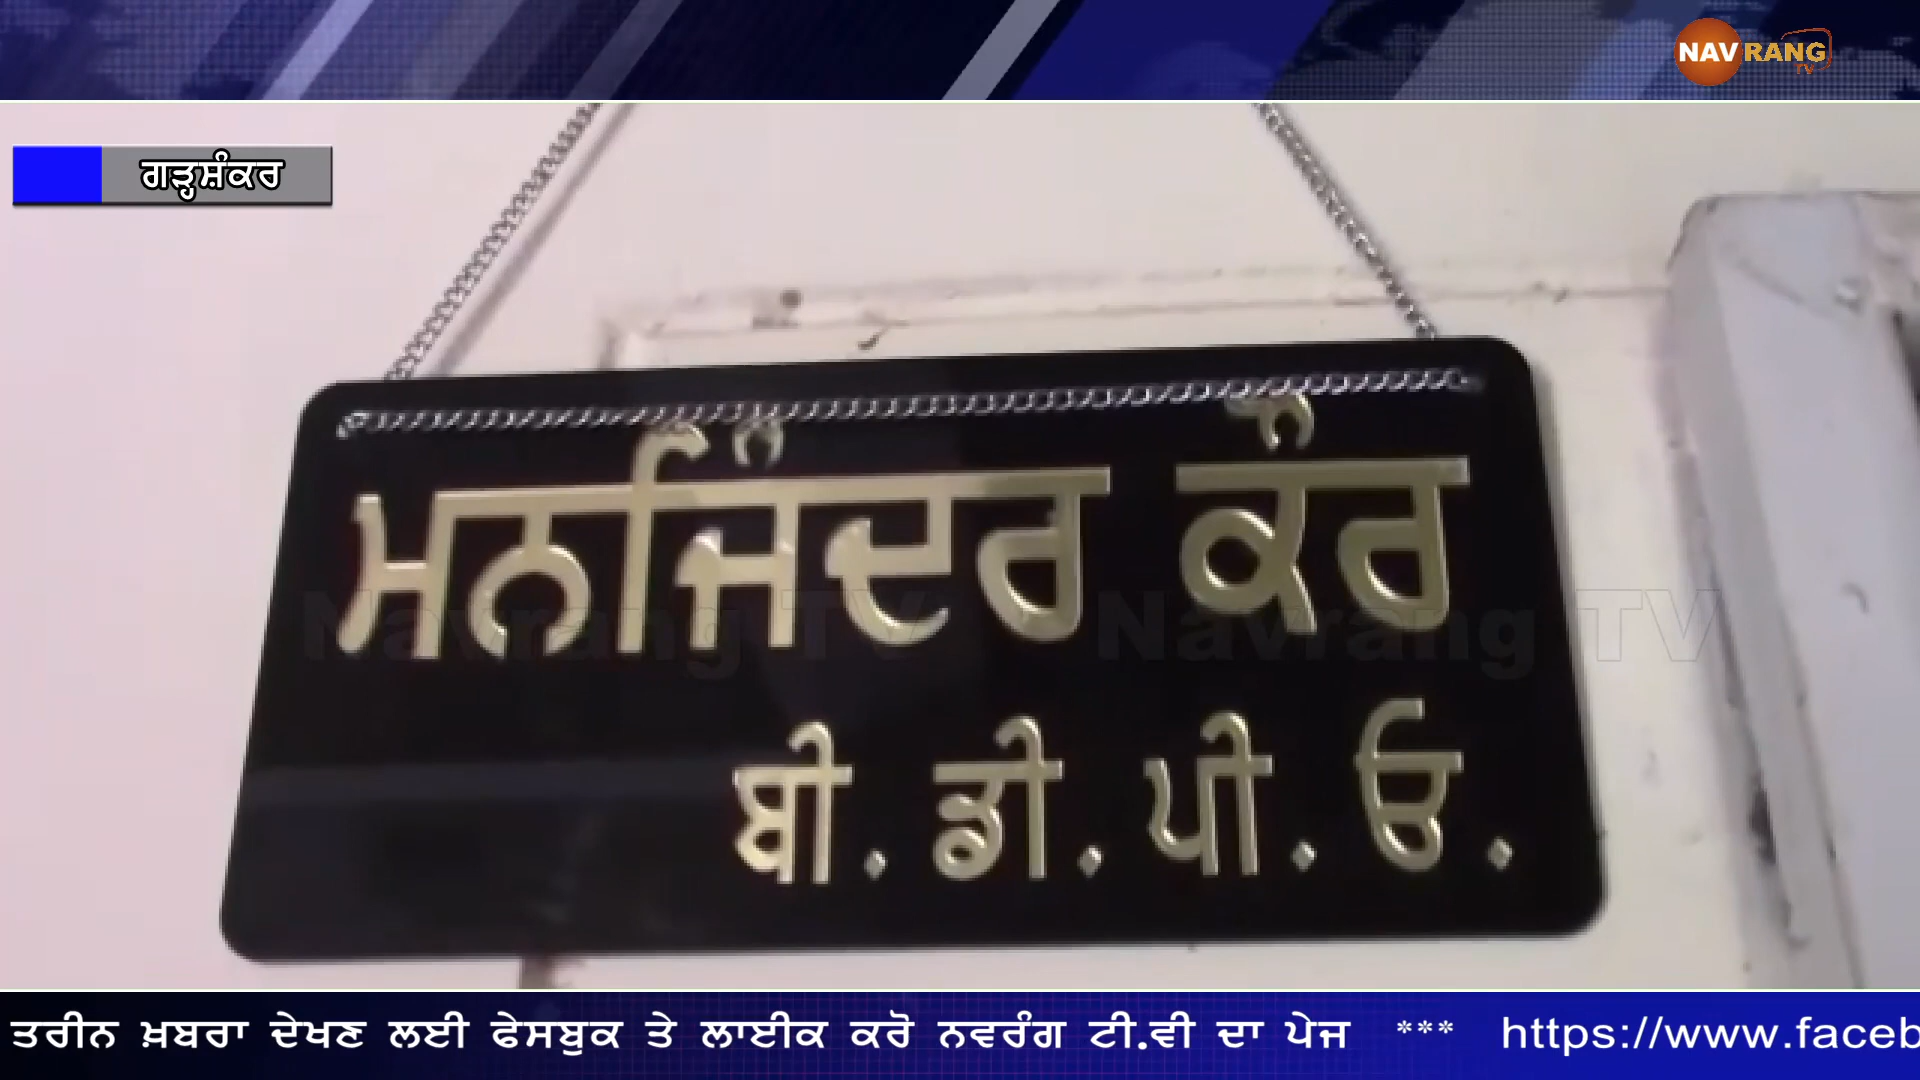 NAVRANG TV
ਗੜ੍ਹਸ਼ੰਕਰ
ਮਨਜਿੰਦਰ ਕੌਰ
Navrang TV Navrang TV
ਬੀ.ਡੀ.ਪੀ.ਓ.
ਤਰੀਨ ਖ਼ਬਰਾ ਦੇਖਣ ਲਈ ਫੇਸਬੁਕ ਤੇ ਲਾਈਕ ਕਰੋ ਨਵਰੰਗ ਟੀ.ਵੀ ਦਾ ਪੇਜ *** https://www.faceb